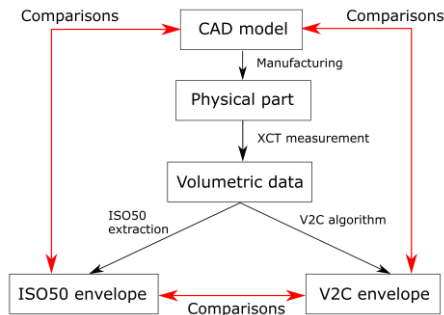 Comparisons
Comparisons
CAD model
Manufacturing
Physical part
XCT measurement
Volumetric data
ISO50
extraction
V2C algorithm
ISO50 envelope
V2C envelope
Comparisons